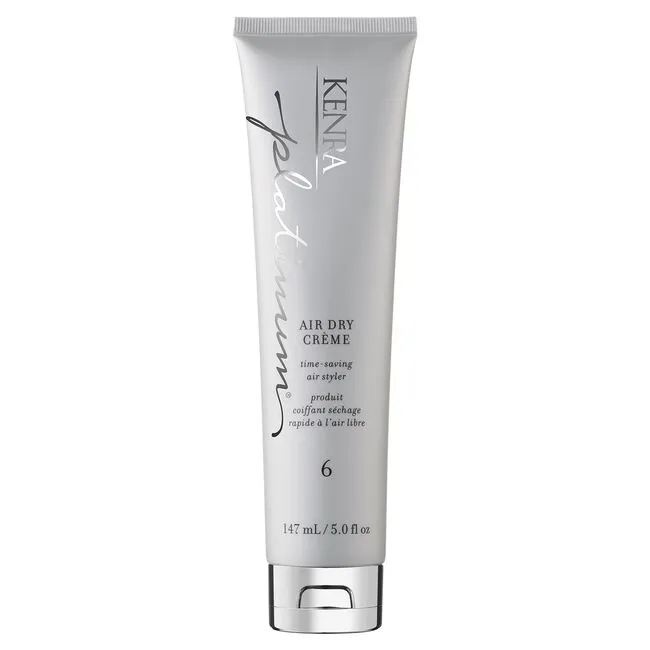 KENRA
platinum®
AIR DRY
CRÈME
time-saving
air styler
produit
coiffant séchage
rapide à l'air libre
6
147 mL / 5.0 fl oz